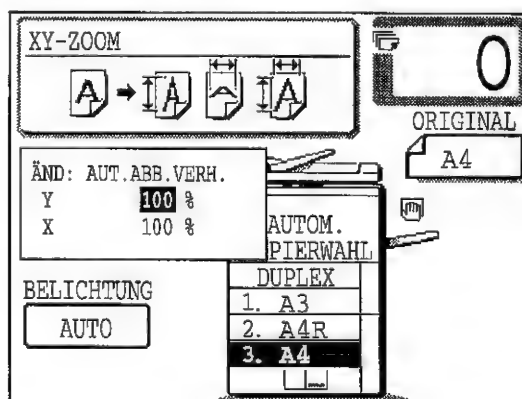 XY-ZOOM
A A A
0
ORIGINAL
A4
ÄND: AUT.ABB.VERH.
Y 100 %
X 100 %
AUTOM.
PIERWAHL
DUPLEX
1. A3
2. A4R
3. A4
BELICHTUNG
AUTO